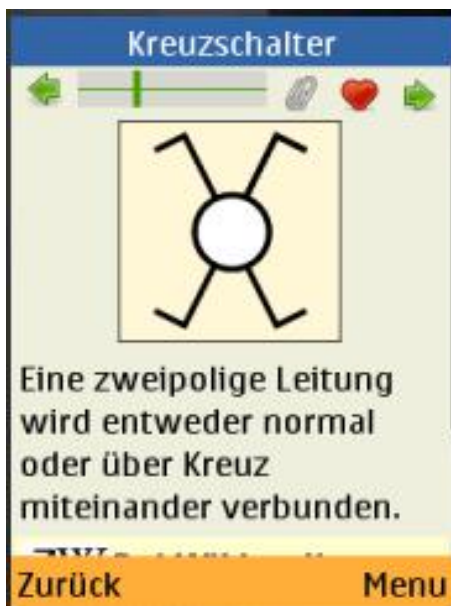 Kreuzschalter
Eine zweipolige Leitung
wird entweder normal
oder über Kreuz
miteinander verbunden.
Zurück Menu